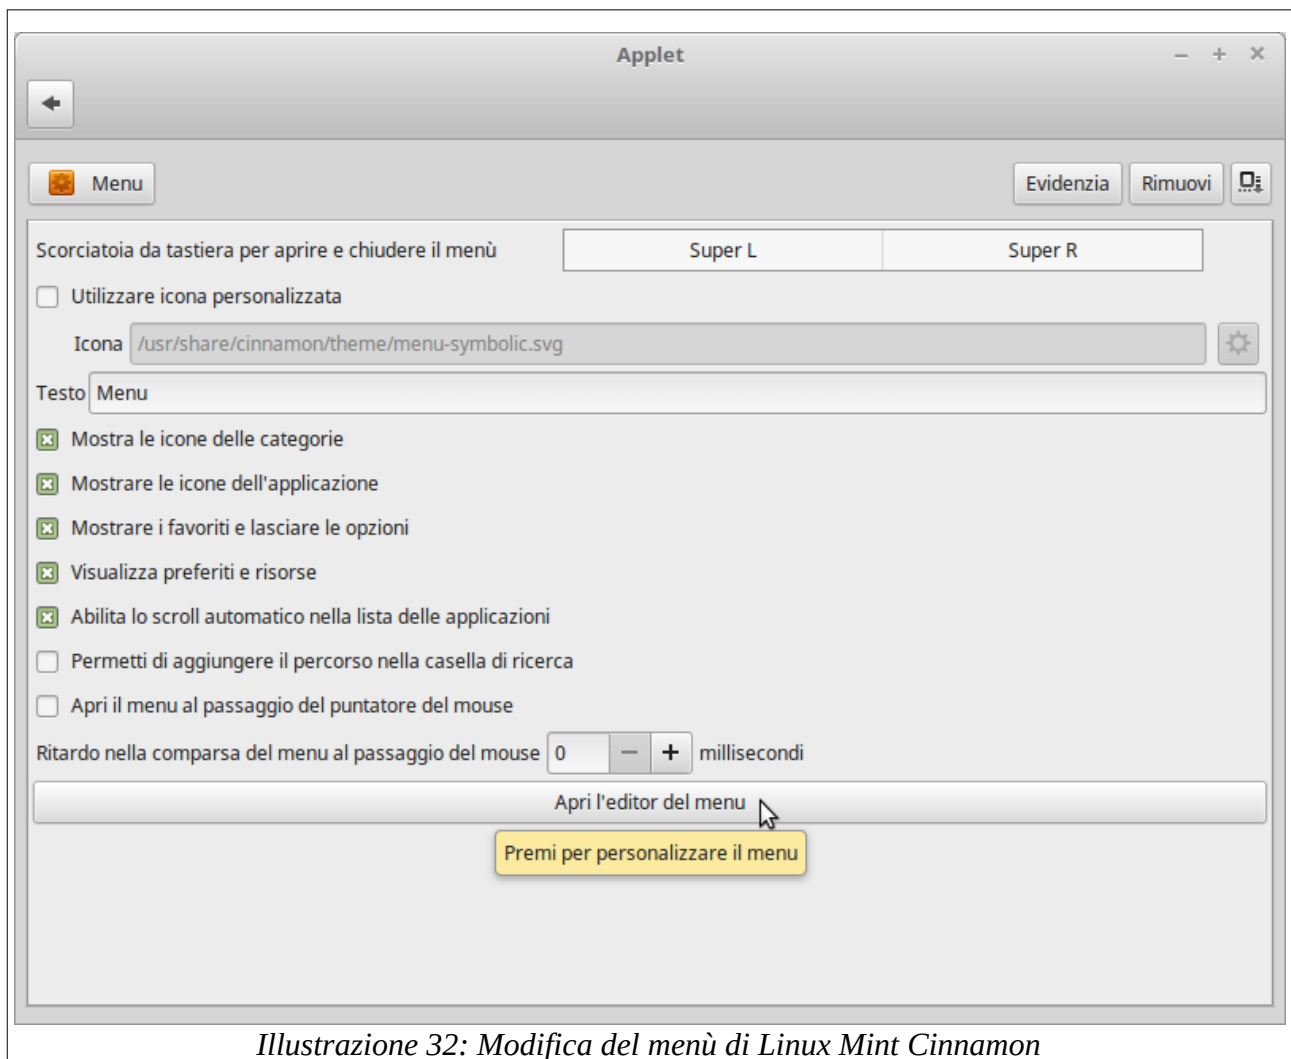 Applet
Menu Evidenzia Rimuovi
Scorciatoia da tastiera per aprire e chiudere il menù Super L Super R
Utilizzare icona personalizzata
Icona /usr/share/cinnamon/theme/menu-symbolic.svg
Testo Menu
Mostra le icone delle categorie
Mostrare le icone dell'applicazione
Mostrare i favoriti e lasciare le opzioni
Visualizza preferiti e risorse
Abilita lo scroll automatico nella lista delle applicazioni
Permetti di aggiungere il percorso nella casella di ricerca
Apri il menu al passaggio del puntatore del mouse
Ritardo nella comparsa del menu al passaggio del mouse 0 millisecondi
Apri l'editor del menu
Premi per personalizzare il menu
Illustrazione 32: Modifica del menù di Linux Mint Cinnamon